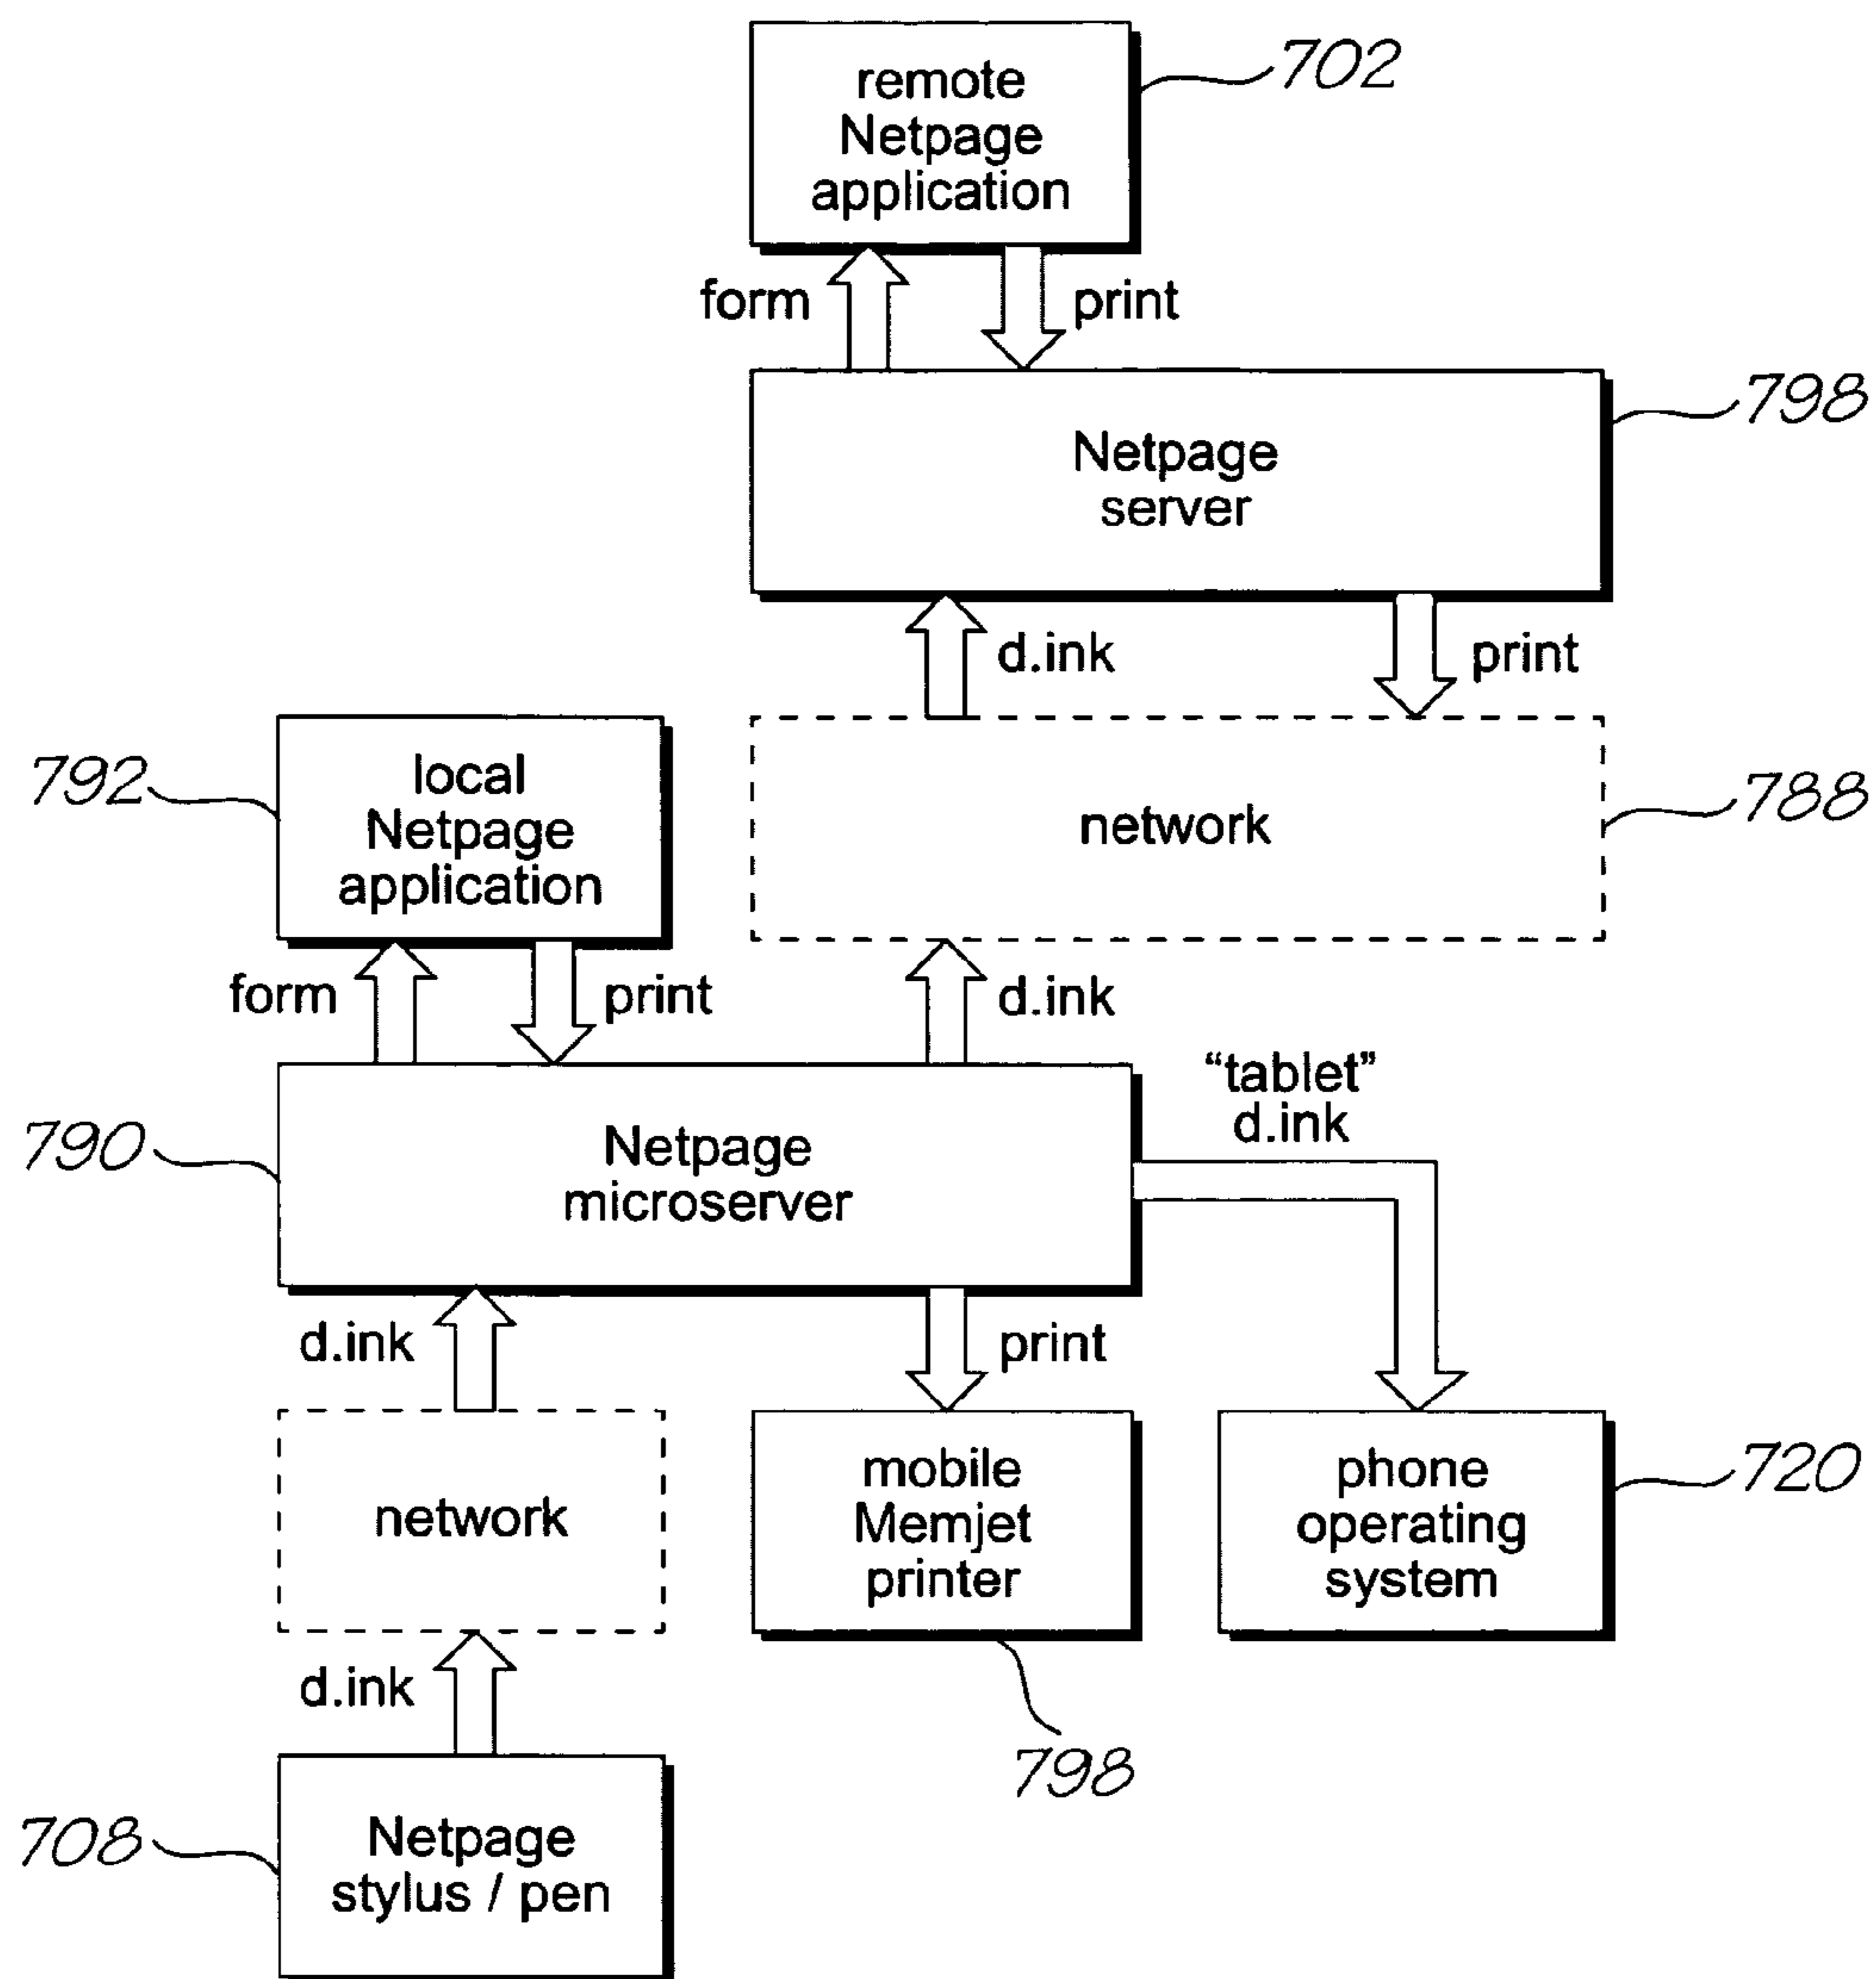 remote
Netpage
application
702
form
print
Netpage
server
798
d.ink
print
local
Netpage
application
792
network
788
form
print
d.ink
"tablet"
d.ink
Netpage
microserver
790
d.ink
print
network
mobile
Memjet
printer
phone
operating
system
720
d.ink
798
Netpage
stylus / pen
708